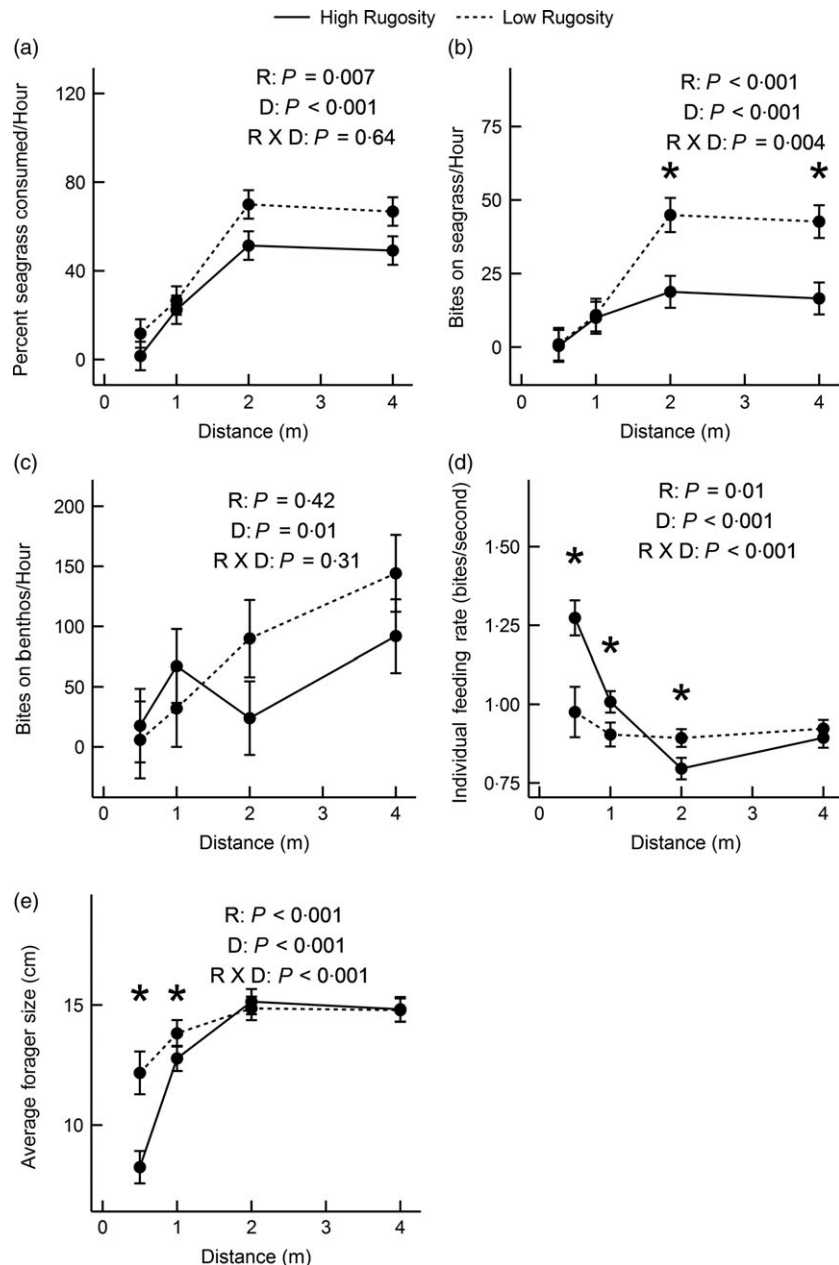 High Rugosity Low Rugosity
(a)
R: P = 0·007
D: P < 0·001
R X D: P = 0·64
Percent seagrass consumed/Hour
120
80
40
0
0 1 2 3 4
Distance (m)
(b)
R: P < 0·001
D: P < 0·001
R X D: P = 0·004
* *
Bites on seagrass/Hour
75
50
25
0
0 1 2 3 4
Distance (m)
(c)
R: P = 0·42
D: P = 0·01
R X D: P = 0·31
Bites on benthos/Hour
200
150
100
50
0
0 1 2 3 4
Distance (m)
(d)
R: P = 0·01
D: P < 0·001
R X D: P < 0·001
* * *
Individual feeding rate (bites/second)
1·50
1·25
1·00
0·75
0 1 2 3 4
Distance (m)
(e)
R: P < 0·001
D: P < 0·001
R X D: P < 0·001
* *
Average forager size (cm)
15
10
0 1 2 3 4
Distance (m)